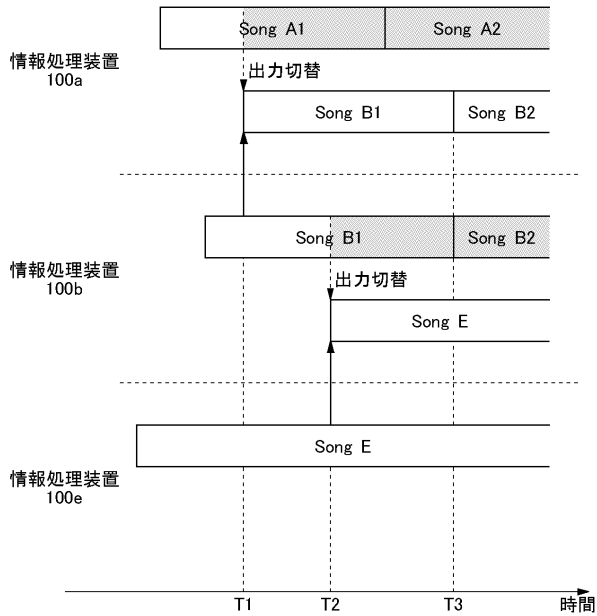 Song A1
Song A2
情報処理装置
100a
出力切替
Song B1
Song B2
Song B1
Song B2
情報処理装置
100b
出力切替
Song E
Song E
情報処理装置
100e
T1
T2
T3
時間